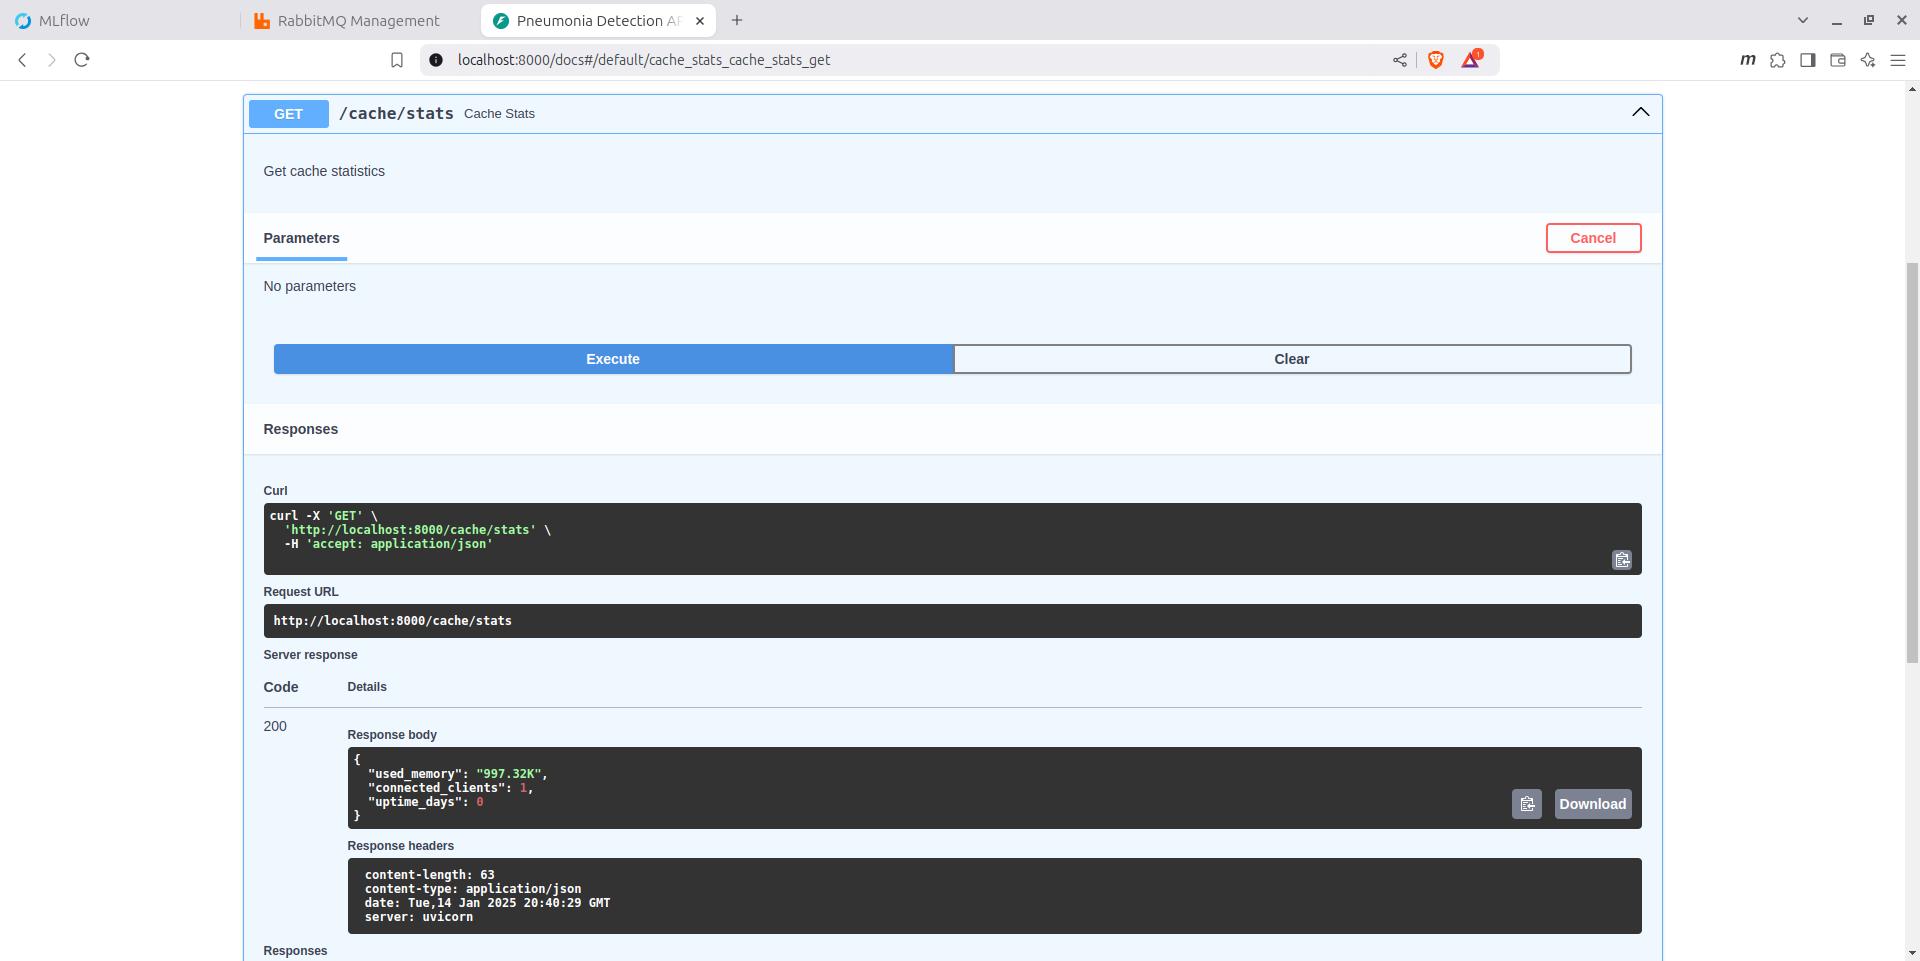 MLflow
RabbitMQ Management
Pneumonia Detection AP
localhost:8000/docs#/default/cache_stats_cache_stats_get
1
m
GET /cache/stats Cache Stats
Get cache statistics
Parameters
Cancel
No parameters
Execute
Clear
Responses
Curl
curl -X 'GET' \
'http://localhost:8000/cache/stats' \
-H 'accept: application/json'
Request URL
http://localhost:8000/cache/stats
Server response
Code Details
200
Response body
{
"used_memory": "997.32K",
"connected_clients": 1,
"uptime_days": 0
}
Download
Response headers
content-length: 63
content-type: application/json
date: Tue,14 Jan 2025 20:40:29 GMT
server: uvicorn
Responses